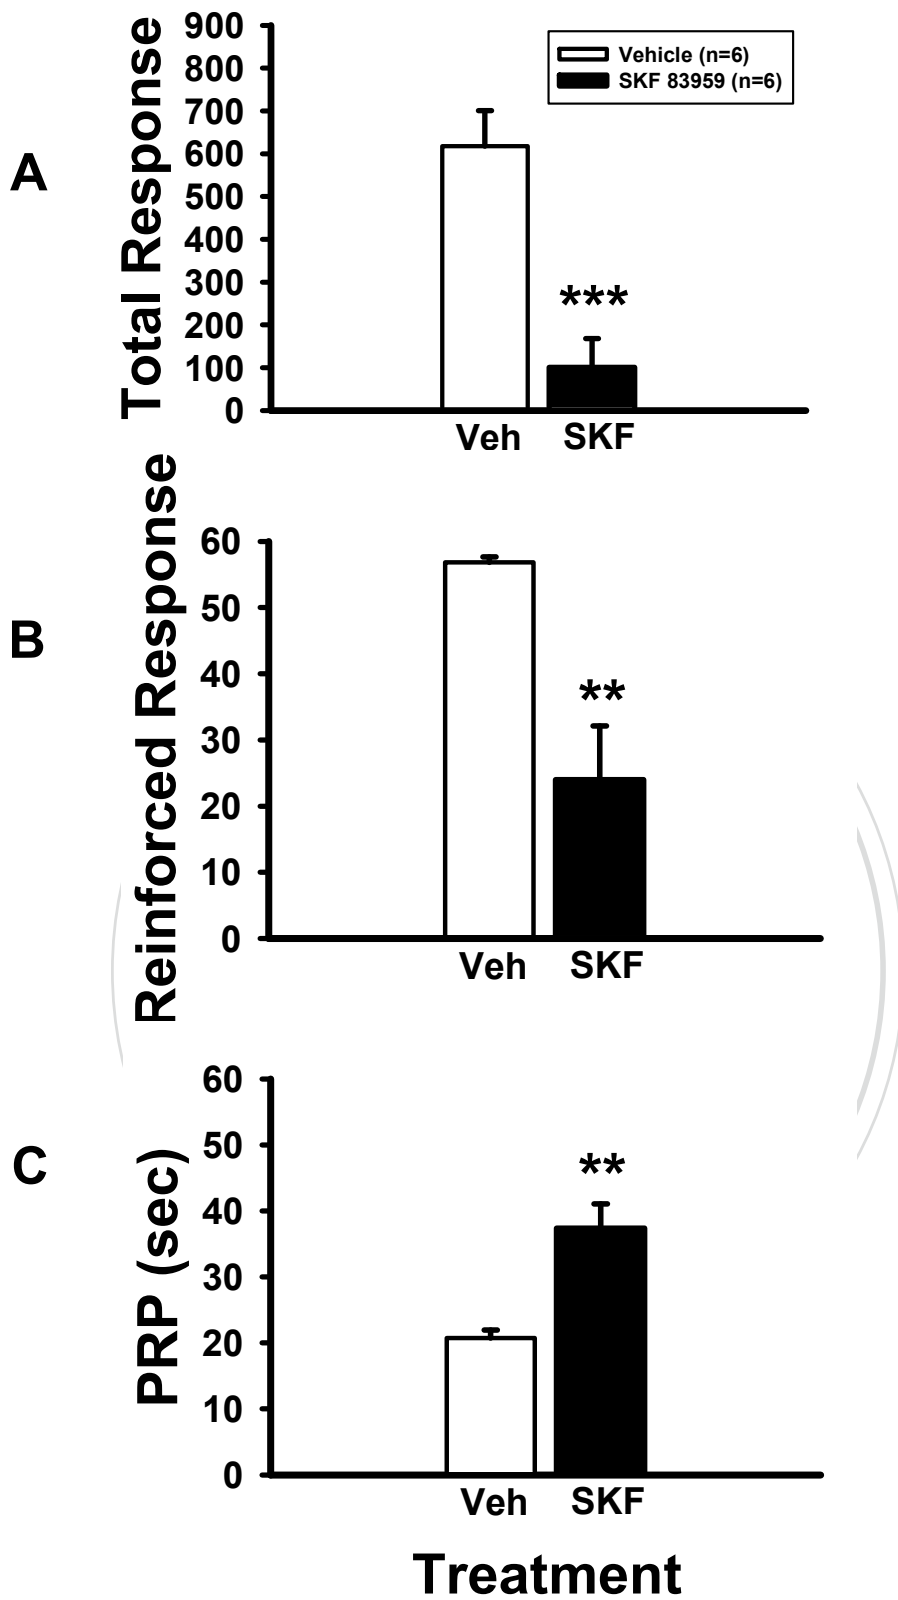 A
Total Response
900
800
700
600
500
400
300
200
100
0
Vehicle (n=6)
SKF 83959 (n=6)
***
Veh SKF
B
Reinforced Response
60
50
40
30
20
10
0
**
Veh SKF
C
PRP (sec)
60
50
40
30
20
10
0
**
Veh SKF
Treatment